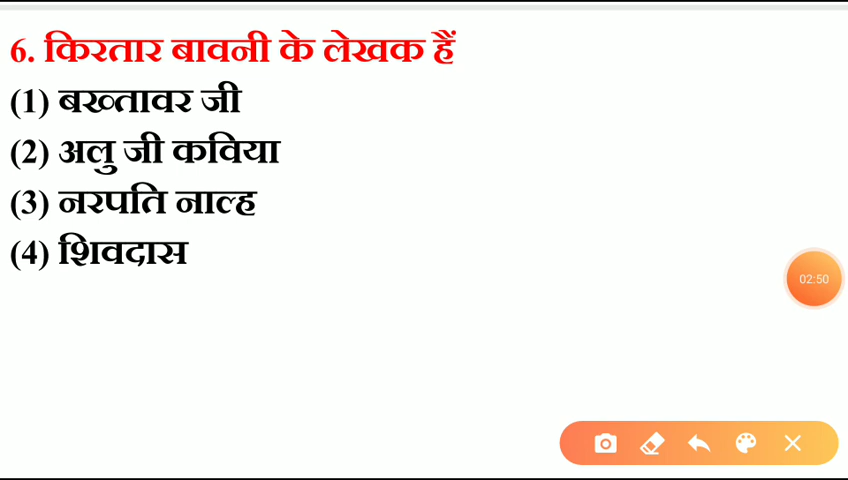 6. किरतार बावनी के लेखक हैं
(1) बख्तावर जी
(2) अलु जी कविया
(3) नरपति नाल्ह
(4) शिवदास
02:50